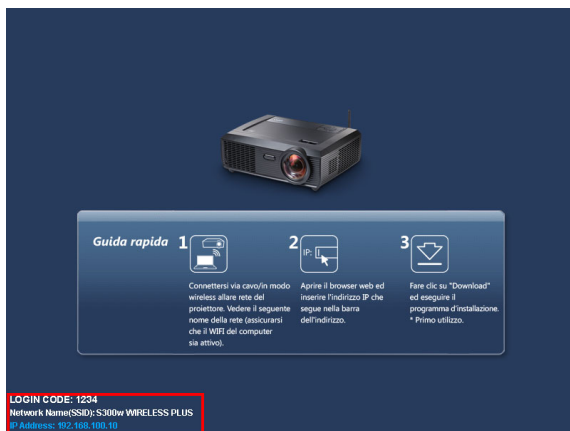 Guida rapida
1
Connettersi via cavo/in modo
wireless allare rete del
proiettore. Vedere il seguente
nome della rete (assicurarsi
che il WIFI del computer
sia attivo).
2
IP:
Aprire il browser web ed
inserire l'indirizzo IP che
segue nella barra
dell'indirizzo.
3
Fare clic su "Download"
ed eseguire il
programma d'installazione.
* Primo utilizzo.
LOGIN CODE: 1234
Network Name(SSID): S300w WIRELESS PLUS
IP Address: 192.168.100.10